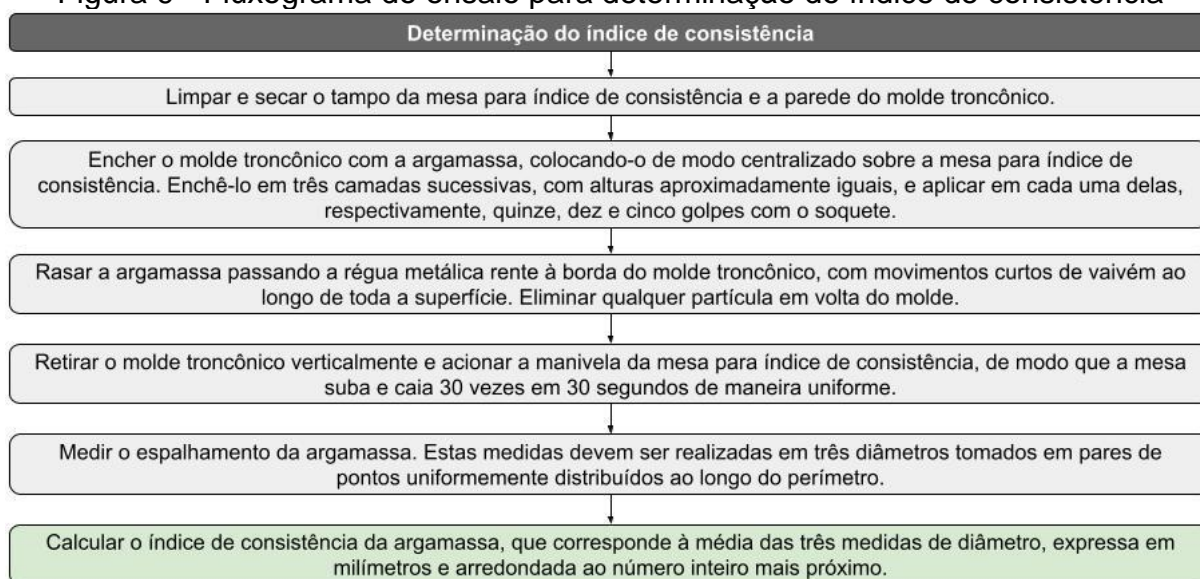 Determinação do índice de consistência
Limpar e secar o tampo da mesa para índice de consistência e a parede do molde troncônico.
Encher o molde troncônico com a argamassa, colocando-o de modo centralizado sobre a mesa para índice de
consistência. Enchê-lo em três camadas sucessivas, com alturas aproximadamente iguais, e aplicar em cada uma delas,
respectivamente, quinze, dez e cinco golpes com o soquete.
Rasar a argamassa passando a régua metálica rente à borda do molde troncônico, com movimentos curtos de vaivém ao
longo de toda a superfície. Eliminar qualquer partícula em volta do molde.
Retirar o molde troncônico verticalmente e acionar a manivela da mesa para índice de consistência, de modo que a mesa
suba e caia 30 vezes em 30 segundos de maneira uniforme.
Medir o espalhamento da argamassa. Estas medidas devem ser realizadas em três diâmetros tomados em pares de
pontos uniformemente distribuídos ao longo do perímetro.
Calcular o índice de consistência da argamassa, que corresponde à média das três medidas de diâmetro, expressa em
milímetros e arredondada ao número inteiro mais próximo.